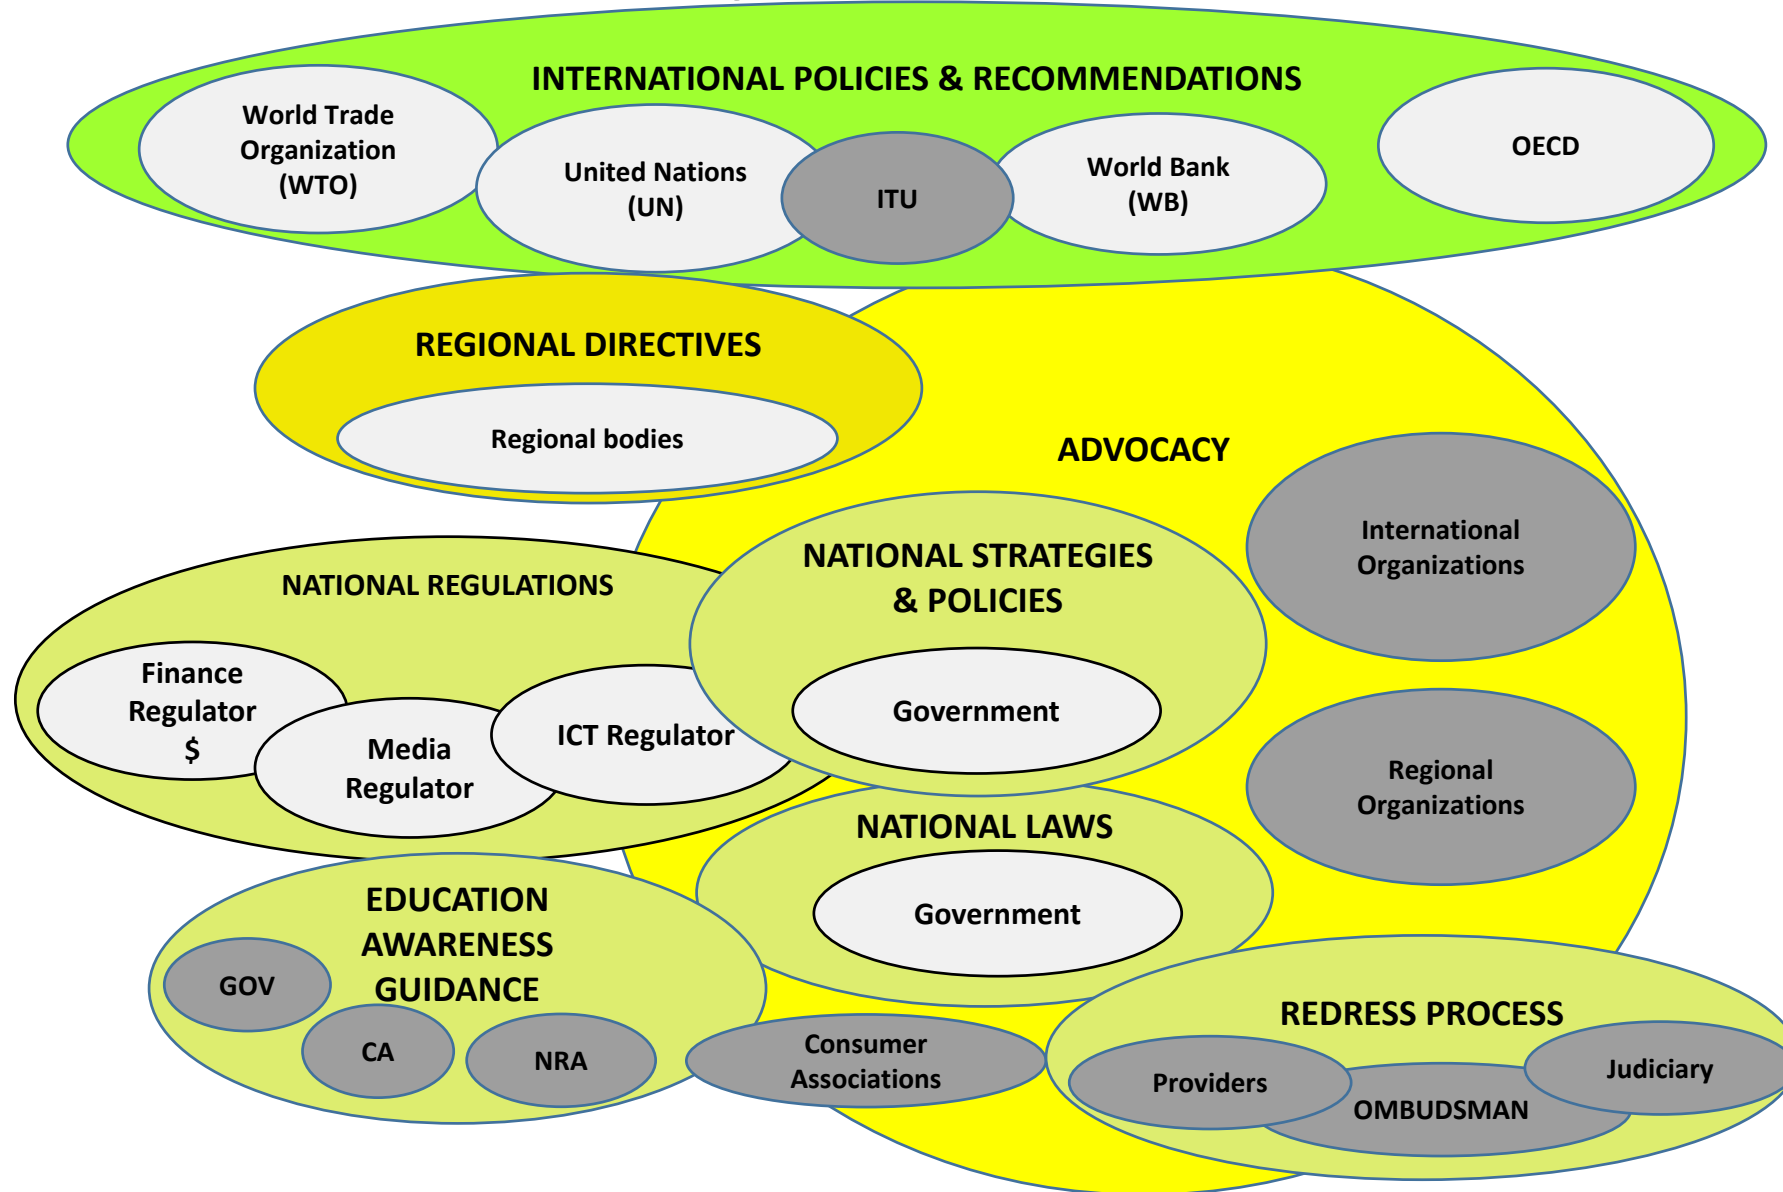 INTERNATIONAL POLICIES & RECOMMENDATIONS
World Trade
Organization
(WTO)
United Nations
(UN)
ITU
World Bank
(WB)
OECD
REGIONAL DIRECTIVES
Regional bodies
ADVOCACY
International
Organizations
Regional
Organizations
NATIONAL STRATEGIES
& POLICIES
Government
NATIONAL REGULATIONS
Finance
Regulator
$
Media
Regulator
ICT Regulator
NATIONAL LAWS
Government
EDUCATION
AWARENESS
GUIDANCE
GOV
CA
NRA
Consumer
Associations
REDRESS PROCESS
Providers
OMBUDSMAN
Judiciary